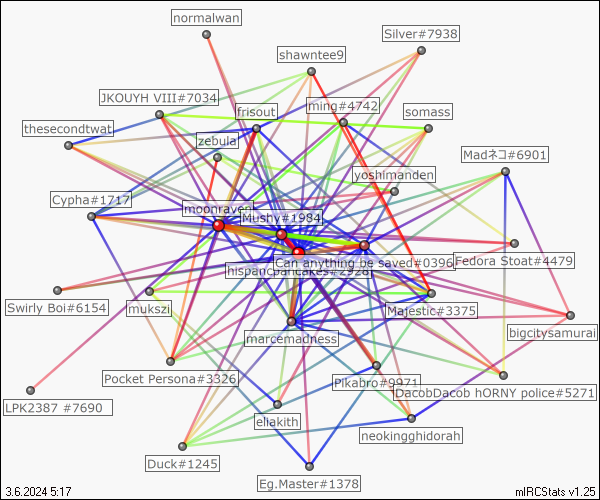 normalwan
Silver#7938
shawntee9
JKOUYH VIII#7034
frisout
ming#4742
somass
thesecondtwat
zebulal
Madネコ#6901
yoshimanden
Cypha#1717
moonraven
Mushy#1984
Can anything be saved#0396
Fedora Stoat#4479
hispancpancakes#2928
Swirly Boi#6154
mukszi
Majestic#3375
bigcitysamurai
marcemadness
Pocket Persona#3326
Pikabro#9971
DacobDacob hORNY police#5271
LPK2387 #7690
eliakith
neokingghidorah
Duck#1245
Eg.Master#1378
3.6.2024 5:17
mIRCStats v1.25